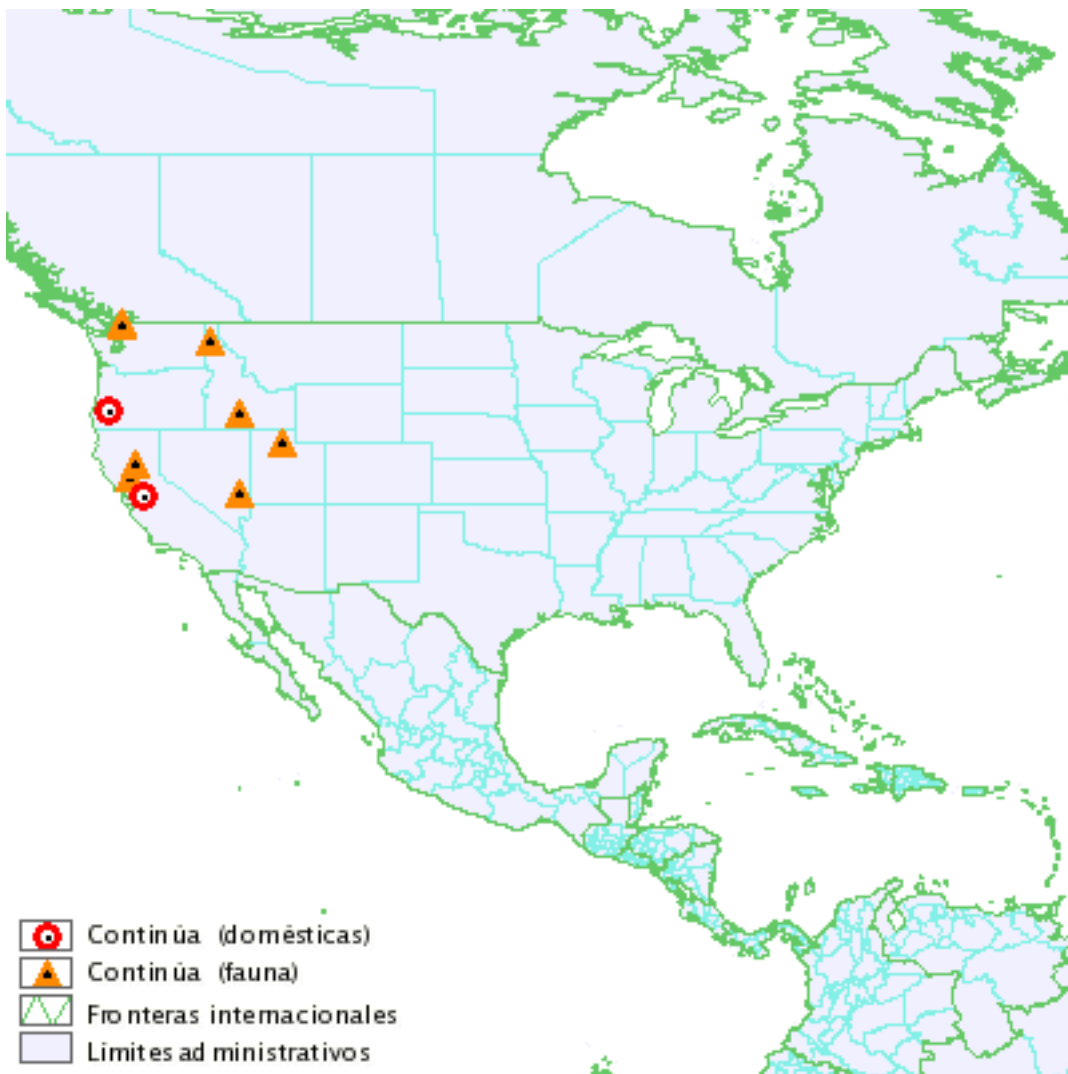 Continúa (domésticas)
Continúa (fauna)
Fronteras internacionales
Límites administrativos